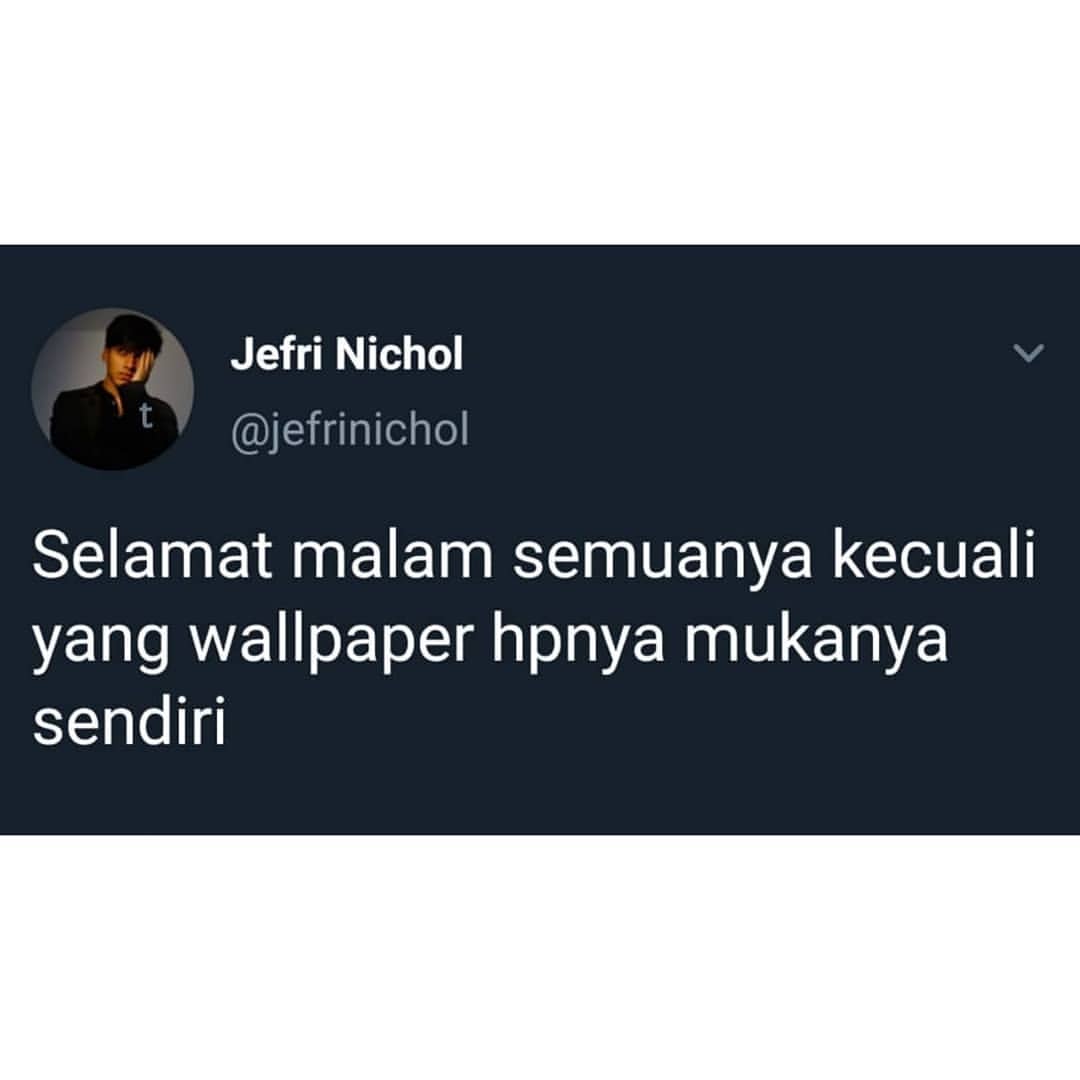 Jefri Nichol
@jefrinichol
t
Selamat malam semuanya kecuali
yang wallpaper hpnya mukanya
sendiri